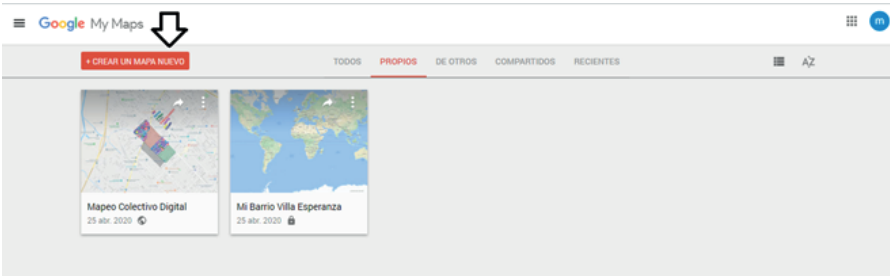 Google My Maps
m
+ CREAR UN MAPA NUEVO
TODOS PROPIOS DE OTROS COMPARTIDOS RECIENTES
AZ
Mapeo Colectivo Digital
25 abr. 2020
Mi Barrio Villa Esperanza
25 abr. 2020